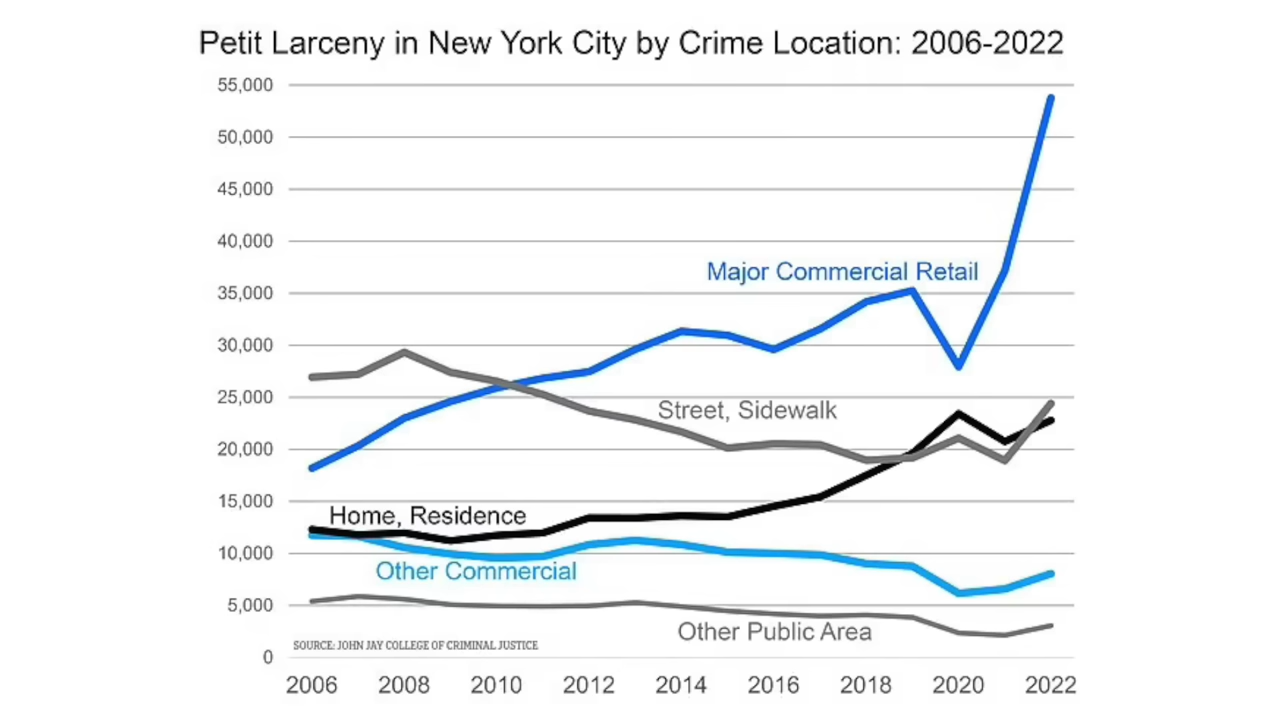 Petit Larceny in New York City by Crime Location: 2006-2022
55,000
50,000
45,000
40,000
Major Commercial Retail
35,000
30,000
25,000
Street, Sidewalk
20,000
15,000
Home, Residence
10,000
Other Commercial
5,000
Other Public Area
SOURCE: JOHN JAY COLLEGE OF CRIMINAL JUSTICE
0
2006 2008 2010 2012 2014 2016 2018 2020 2022